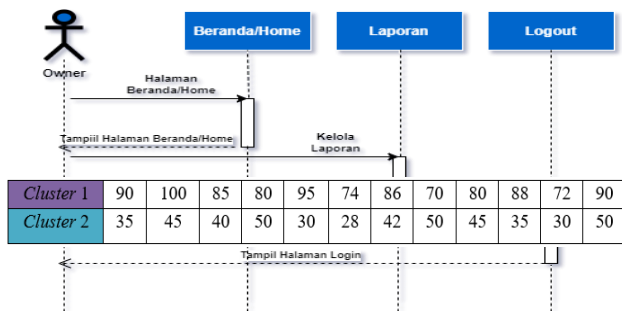 Beranda/Home
Laporan
Logout
Owner
Halaman
Beranda/Home
Tampiil Halaman Beranda/Home
Kelola
Laporan
Cluster 1 90 100 85 80 95 74 86 70 80 88 72 90
Cluster 2 35 45 40 50 30 28 42 50 45 35 30 50
Tampil Halaman Login